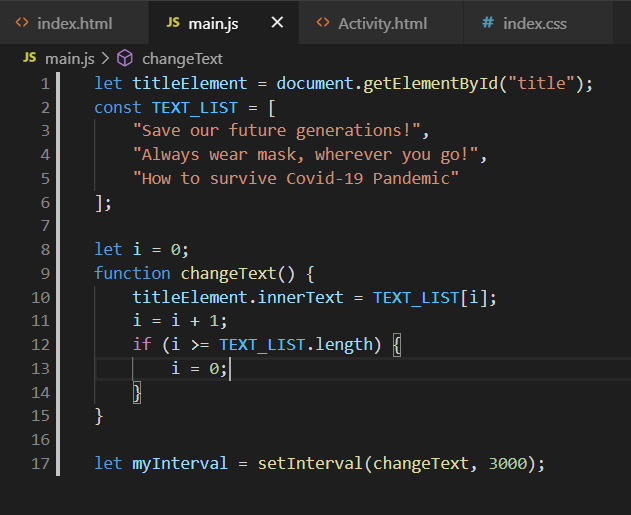 index.html main.js Activity.html index.css
main.js > changeText
1 let titleElement = document.getElementById("title");
2 const TEXT_LIST = [
3 "Save our future generations!",
4 "Always wear mask, wherever you go!",
5 "How to survive Covid-19 Pandemic"
6 ];
7
8 let i = 0;
9 function changeText() {
10 titleElement.innerText = TEXT_LIST[i];
11 i = i + 1;
12 if (i >= TEXT_LIST.length) {
13 i = 0;
14 }
15 }
16
17 let myInterval = setInterval(changeText, 3000);